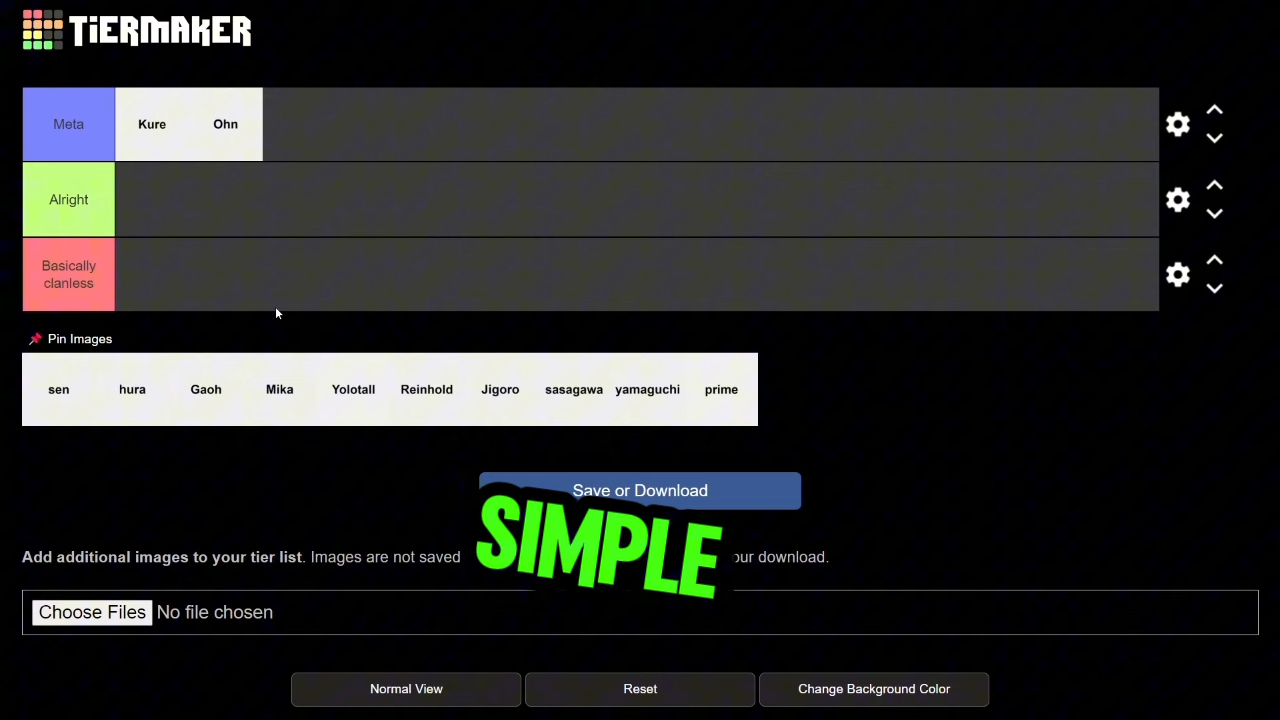 TiERMAKER
Meta
Kure
Ohn
Alright
Basically
clanless
Pin Images
sen
hura
Gaoh
Mika
Yolotall
Reinhold
Jigoro
sasagawa
yamaguchi
prime
Save or Download
SIMPLE
Add additional images to your tier list. Images are not saved
our download.
Choose Files No file chosen
Normal View
Reset
Change Background Color